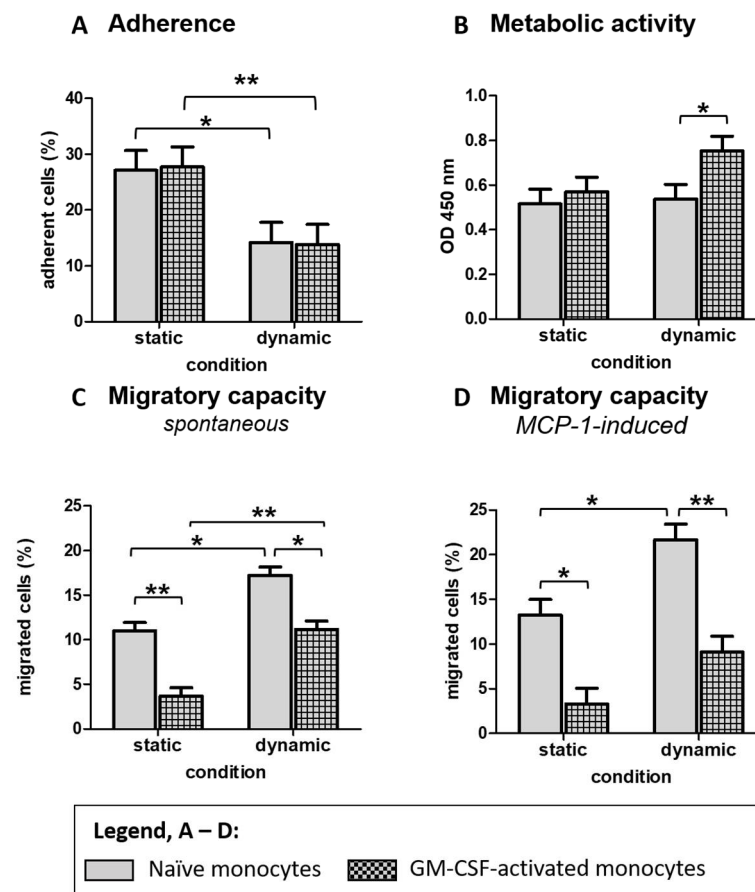 A Adherence
**
*
40
30
20
10
0
adherent cells (%)
static dynamic
condition
B Metabolic activity
*
1.0
0.8
0.6
0.4
0.2
0.0
OD 450 nm
static dynamic
condition
C Migratory capacity
spontaneous
**
* *
**
25
20
15
10
5
0
migrated cells (%)
static dynamic
condition
D Migratory capacity
MCP-1-induced
* **
*
25
20
15
10
5
0
migrated cells (%)
static dynamic
condition
Legend, A – D:
Naïve monocytes GM-CSF-activated monocytes